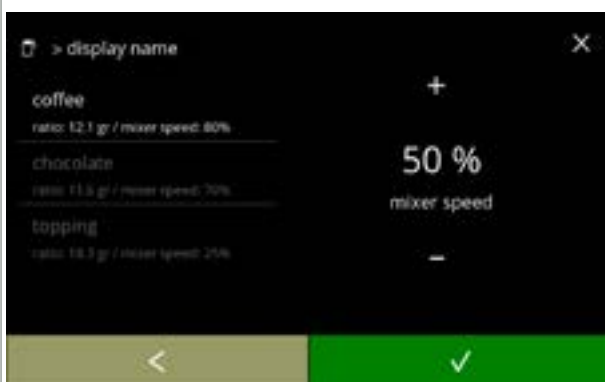 > display name
coffee
ratio: 12.1 gr / mixer speed: 80%
chocolate
ratio: 11.5 gr / mixer speed: 70%
topping
ratio: 18.3 gr / mixer speed: 25%
+
50 %
mixer speed
−
<